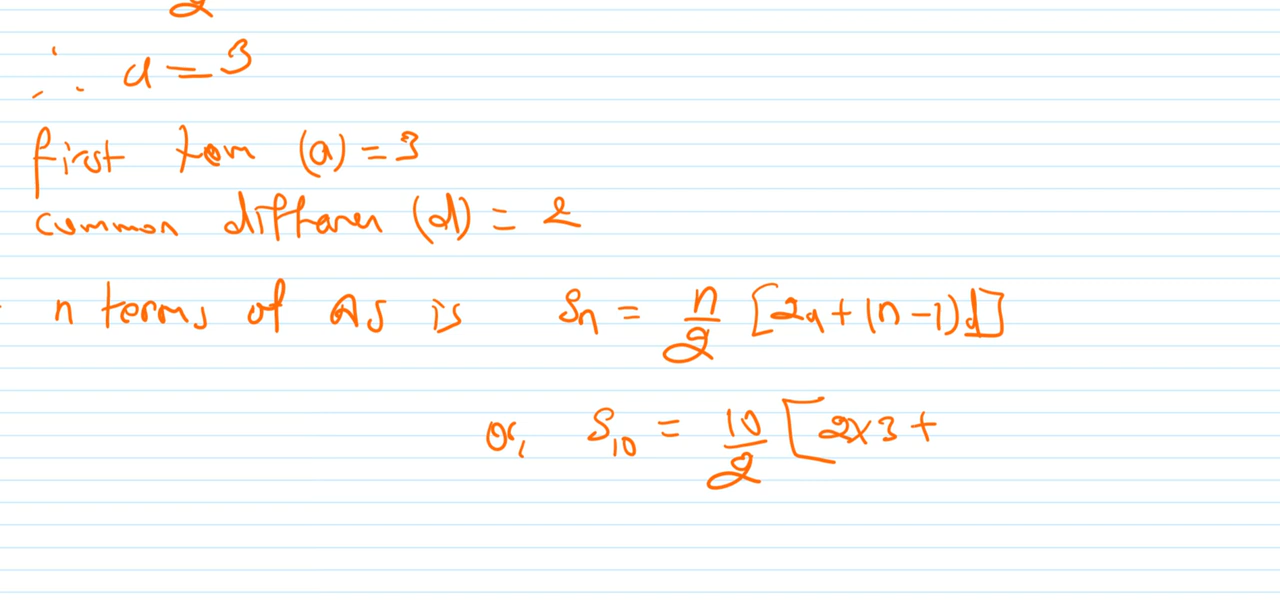 2
∴ a = 3
first term (a) = 3
common differen (d) = 2
n terms of AS is Sn = n/2 [2a + (n-1)d]
or, S10 = 10/2 [2×3 +